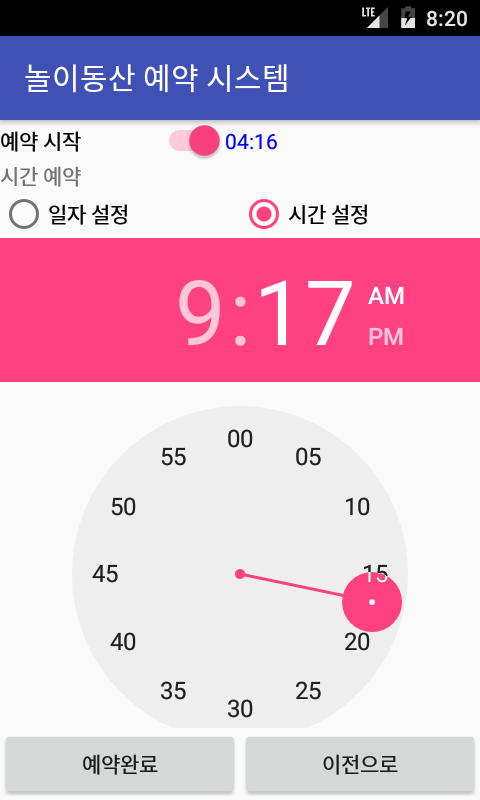 LTE 8:20
놀이동산 예약 시스템
예약 시작 04:16
시간 예약
일자 설정 시간 설정
9:17 AM
PM
00
55 05
50 10
45 15
40 20
35 25
30
예약완료 이전으로